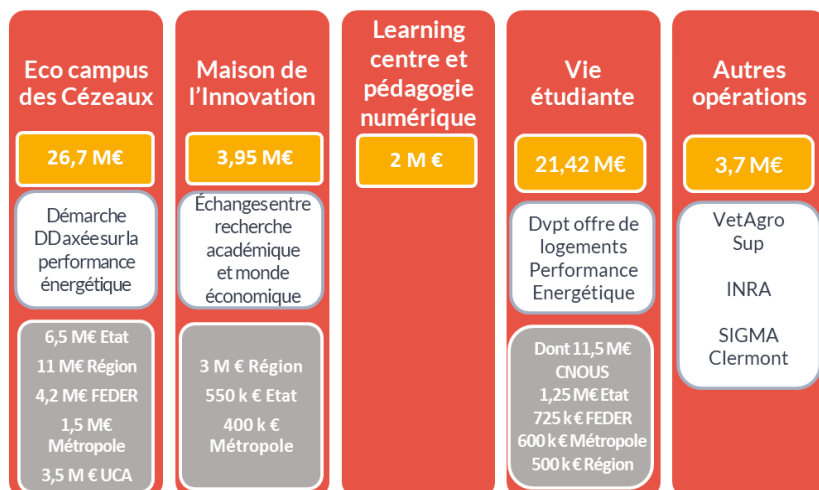 Eco campus
des Cézeaux
26,7 M€
Démarche
DD axée sur la
performance
énergétique
6,5 M€ Etat
11 M€ Région
4,2 M€ FEDER
1,5 M€
Métropole
3,5 M € UCA
Maison de
l'Innovation
3,95 M€
Échanges entre
recherche
académique
et monde
économique
3 M € Région
550 k € Etat
400 k €
Métropole
Learning
centre et
pédagogie
numérique
2 M €
Vie
étudiante
21,42 M€
Dvpt offre de
logements
Performance
Energétique
Dont 11,5 M€
CNOUS
1,25 M€ Etat
725 k € FEDER
600 k € Métropole
500 k € Région
Autres
opérations
3,7 M€
VetAgro
Sup
INRA
SIGMA
Clermont